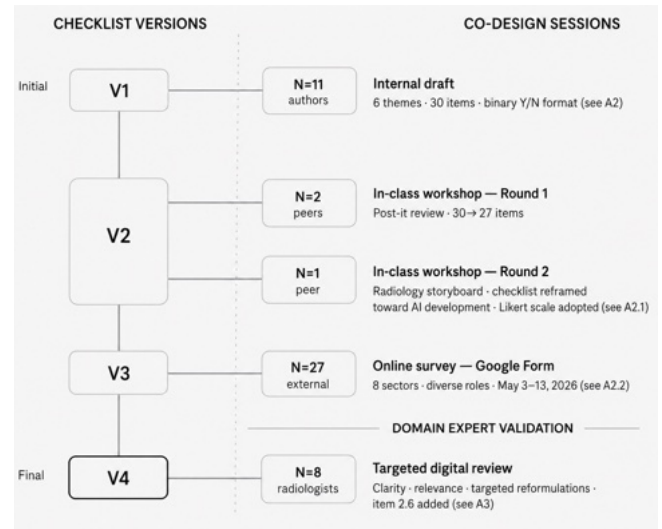 CHECKLIST VERSIONS
CO-DESIGN SESSIONS
Initial
V1
N=11
authors
Internal draft
6 themes · 30 items · binary Y/N format (see A2)
V2
N=2
peers
In-class workshop — Round 1
Post-it review · 30→ 27 items
N=1
peer
In-class workshop — Round 2
Radiology storyboard · checklist reframed
toward AI development · Likert scale adopted (see A2.1)
V3
N=27
external
Online survey — Google Form
8 sectors · diverse roles · May 3–13, 2026 (see A2.2)
DOMAIN EXPERT VALIDATION
Final
V4
N=8
radiologists
Targeted digital review
Clarity · relevance · targeted reformulations ·
item 2.6 added (see A3)